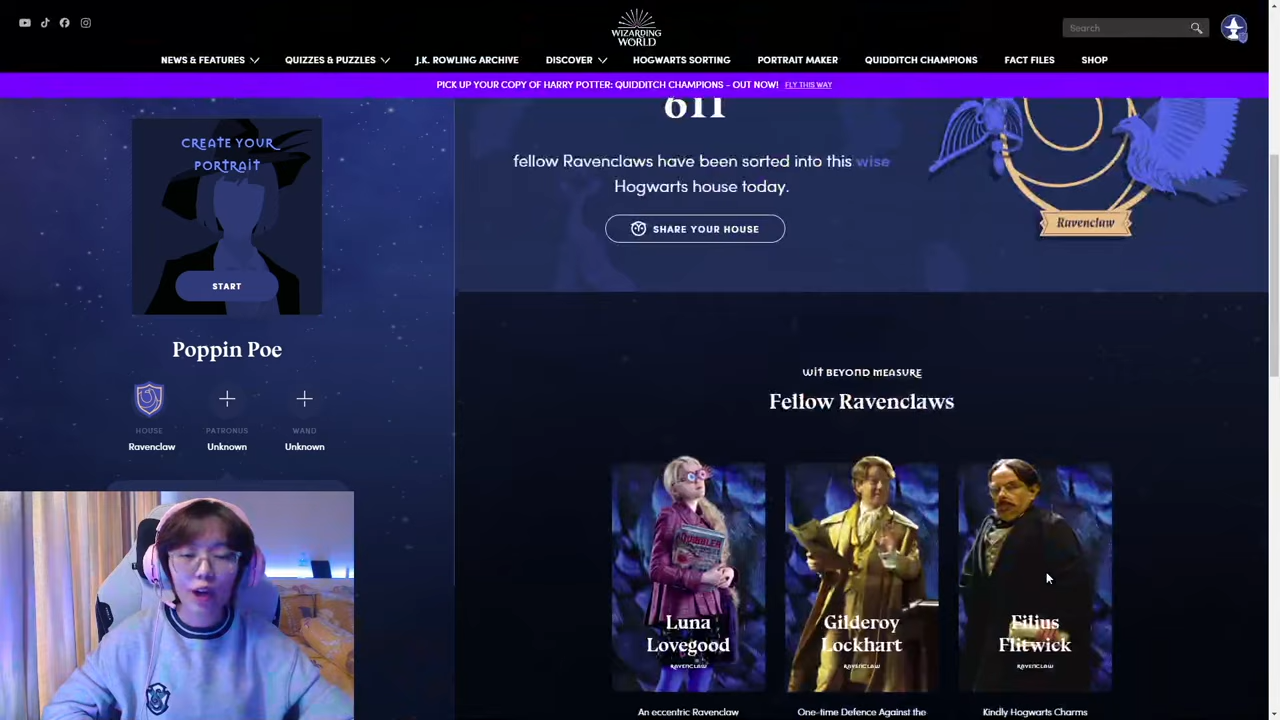 WIZARDING
WORLD
Search
NEWS & FEATURES
QUIZZES & PUZZLES
J.K. ROWLING ARCHIVE
DISCOVER
HOGWARTS SORTING
PORTRAIT MAKER
QUIDDITCH CHAMPIONS
FACT FILES
SHOP
PICK UP YOUR COPY OF HARRY POTTER: QUIDDITCH CHAMPIONS - OUT NOW! FLY THIS WAY
CREATE YOUR
PORTRAIT
START
Poppin Poe
HOUSE
Ravenclaw
PATRONUS
Unknown
WAND
Unknown
611
fellow Ravenclaws have been sorted into this wise
Hogwarts house today.
SHARE YOUR HOUSE
Ravenclaw
WIT BEYOND MEASURE
Fellow Ravenclaws
Luna
Lovegood
RAVENCLAW
An eccentric Ravenclaw
Gilderoy
Lockhart
RAVENCLAW
One-time Defence Against the
Filius
Flitwick
RAVENCLAW
Kindly Hogwarts Charms